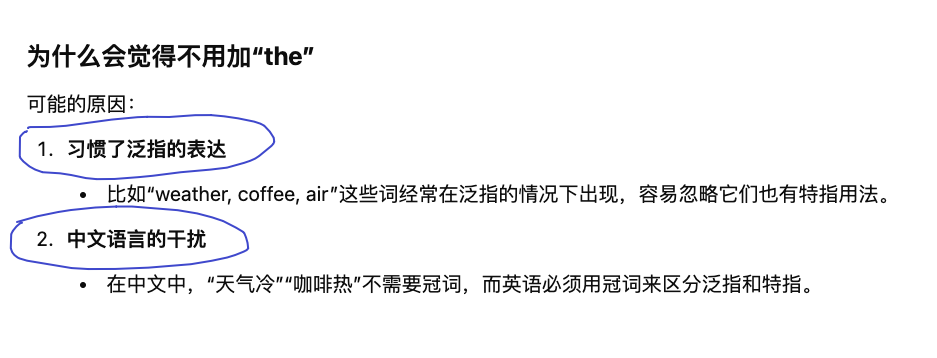 为什么会觉得不用加“the”
可能的原因：
1. 习惯了泛指的表达
• 比如“weather, coffee, air”这些词经常在泛指的情况下出现，容易忽略它们也有特指用法。
2. 中文语言的干扰
• 在中文中，“天气冷”“咖啡热”不需要冠词，而英语必须用冠词来区分泛指和特指。